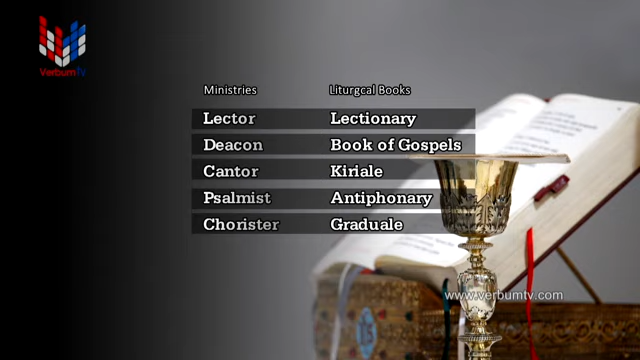 VerbumTV
Ministries Liturgcal Books
Lector Lectionary
Deacon Book of Gospels
Cantor Kiriale
Psalmist Antiphonary
Chorister Graduale
www.verbumtv.com